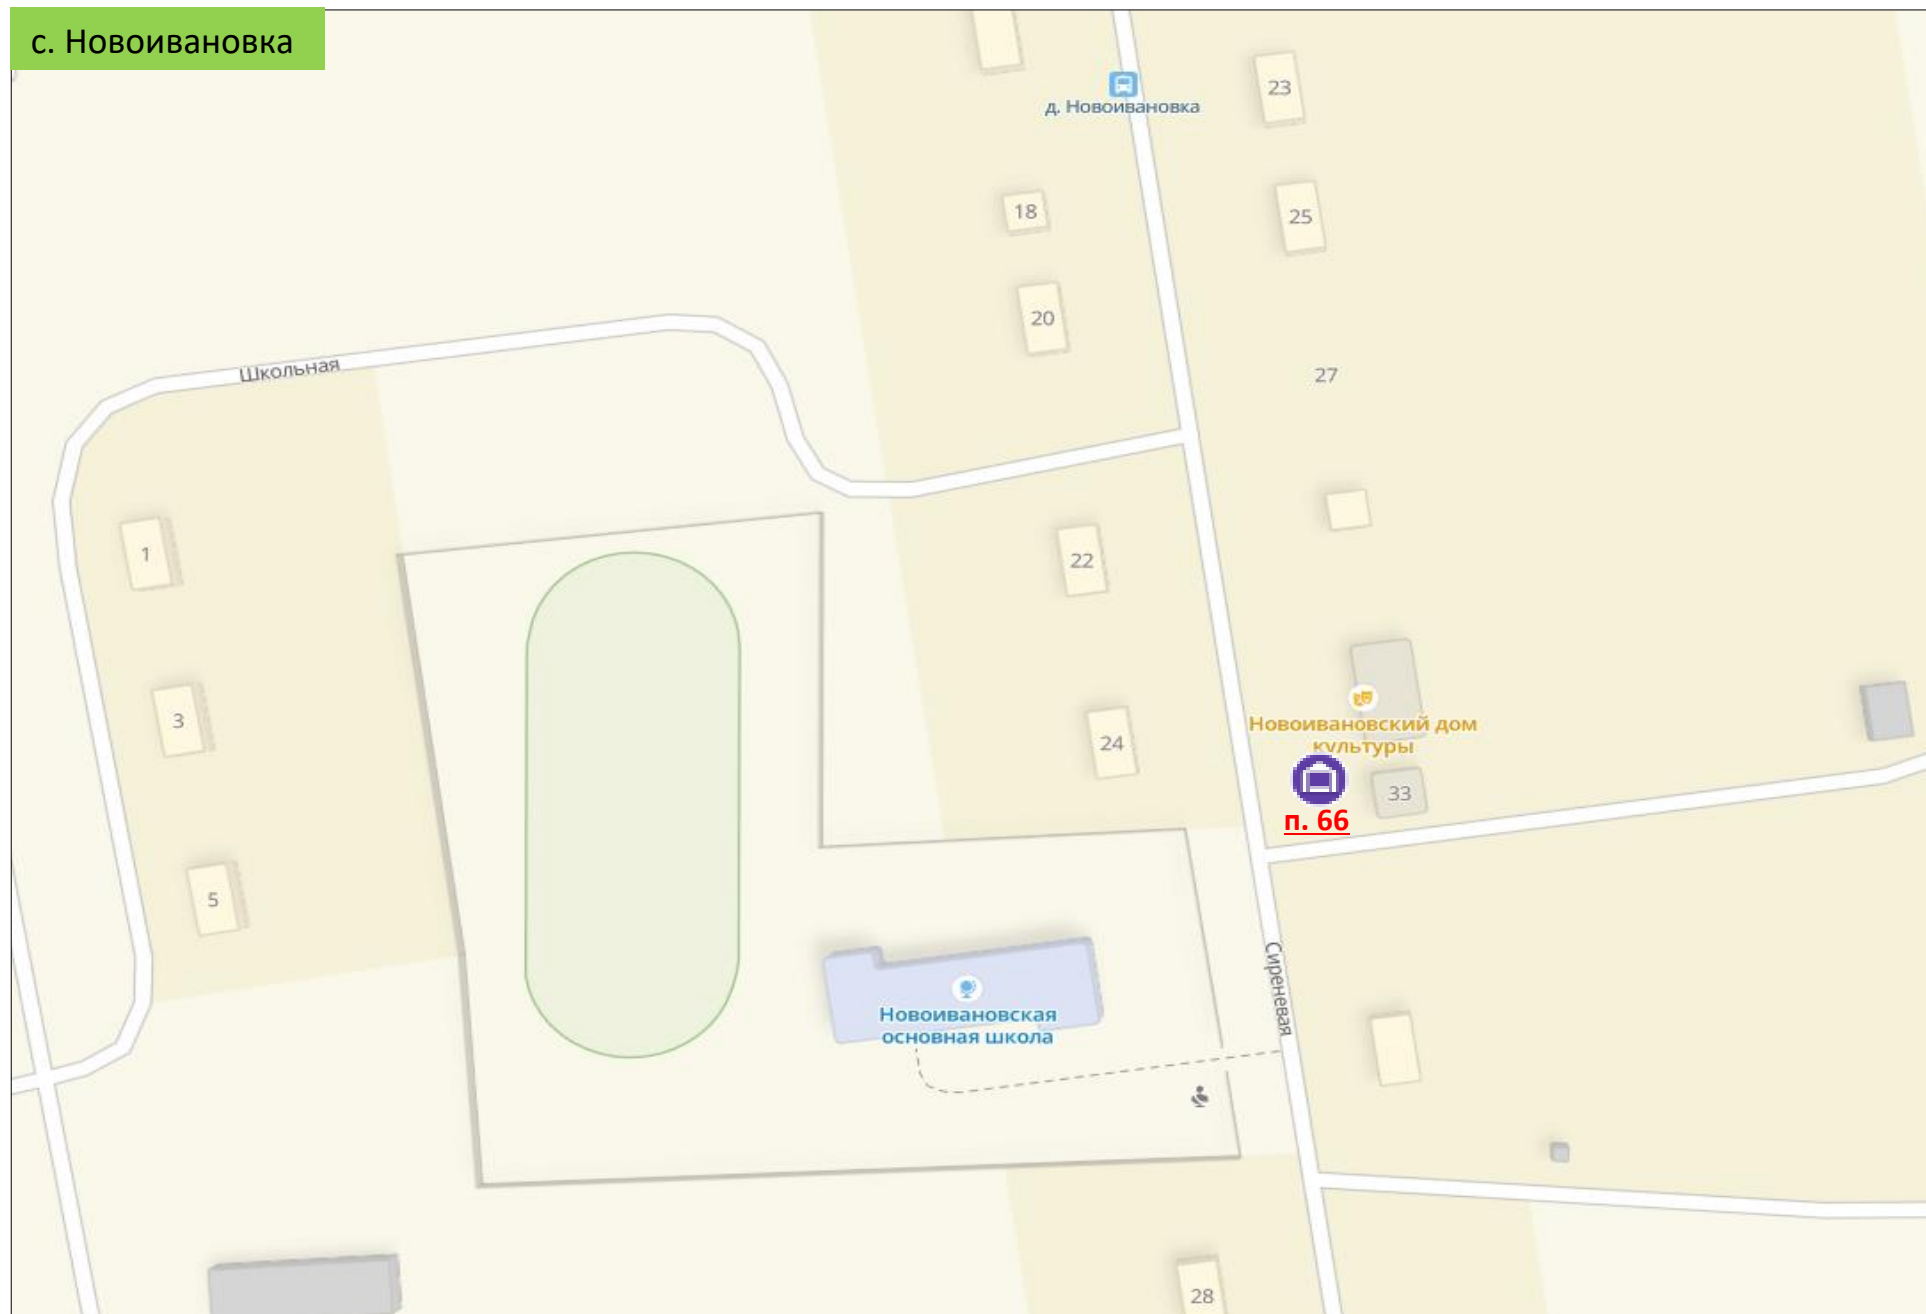 с. Новоивановка
д. Новоивановка
23
18
25
20
27
Школьная
1
22
3
24
Новоивановский дом
культуры
33
п. 66
5
Сиреневая
Новоивановская
основная школа
28